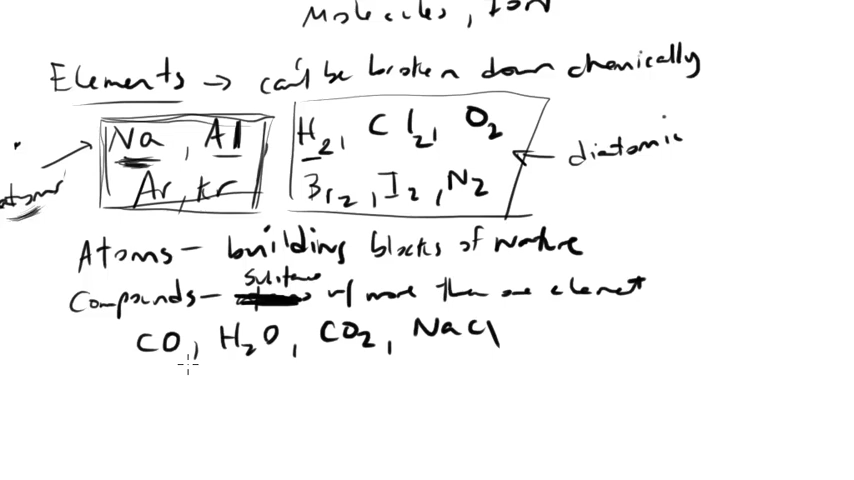 Molecules, Ion
Elements → can't be broken down chemically
Na, Al
H2, Cl2, O2
diatomic
atoms
Ar, Kr
Br2, I2, N2
Atoms - building blocks of nature
Compounds - substance w/ more than one element
CO, H2O, CO2, NaCl